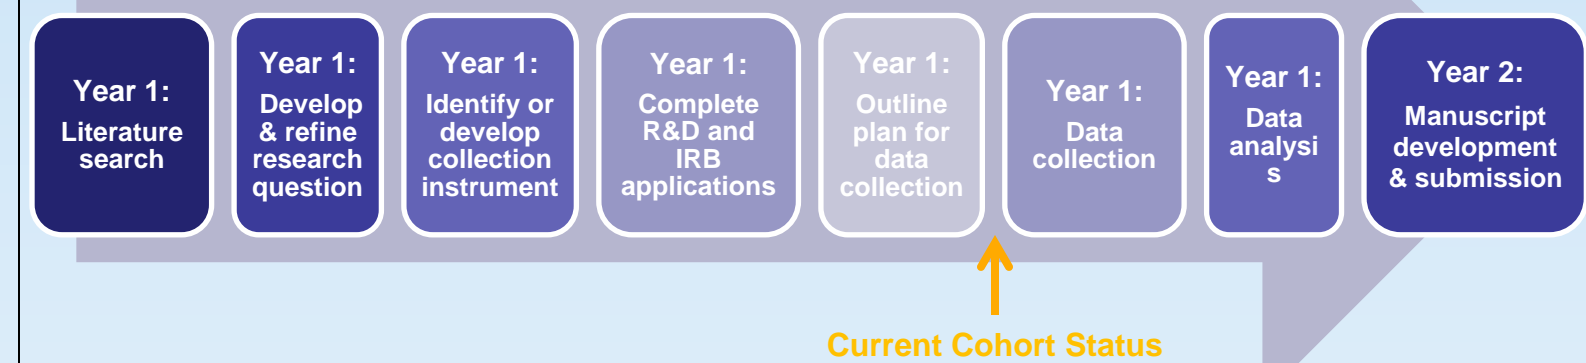 Year 1:
Literature
search
Year 1:
Develop
& refine
research
question
Year 1:
Identify or
develop
collection
instrument
Year 1:
Complete
R&D and
IRB
applications
Year 1:
Outline
plan for
data
collection
Year 1:
Data
collection
Year 1:
Data
analysi
s
Year 2:
Manuscript
development
& submission
Current Cohort Status